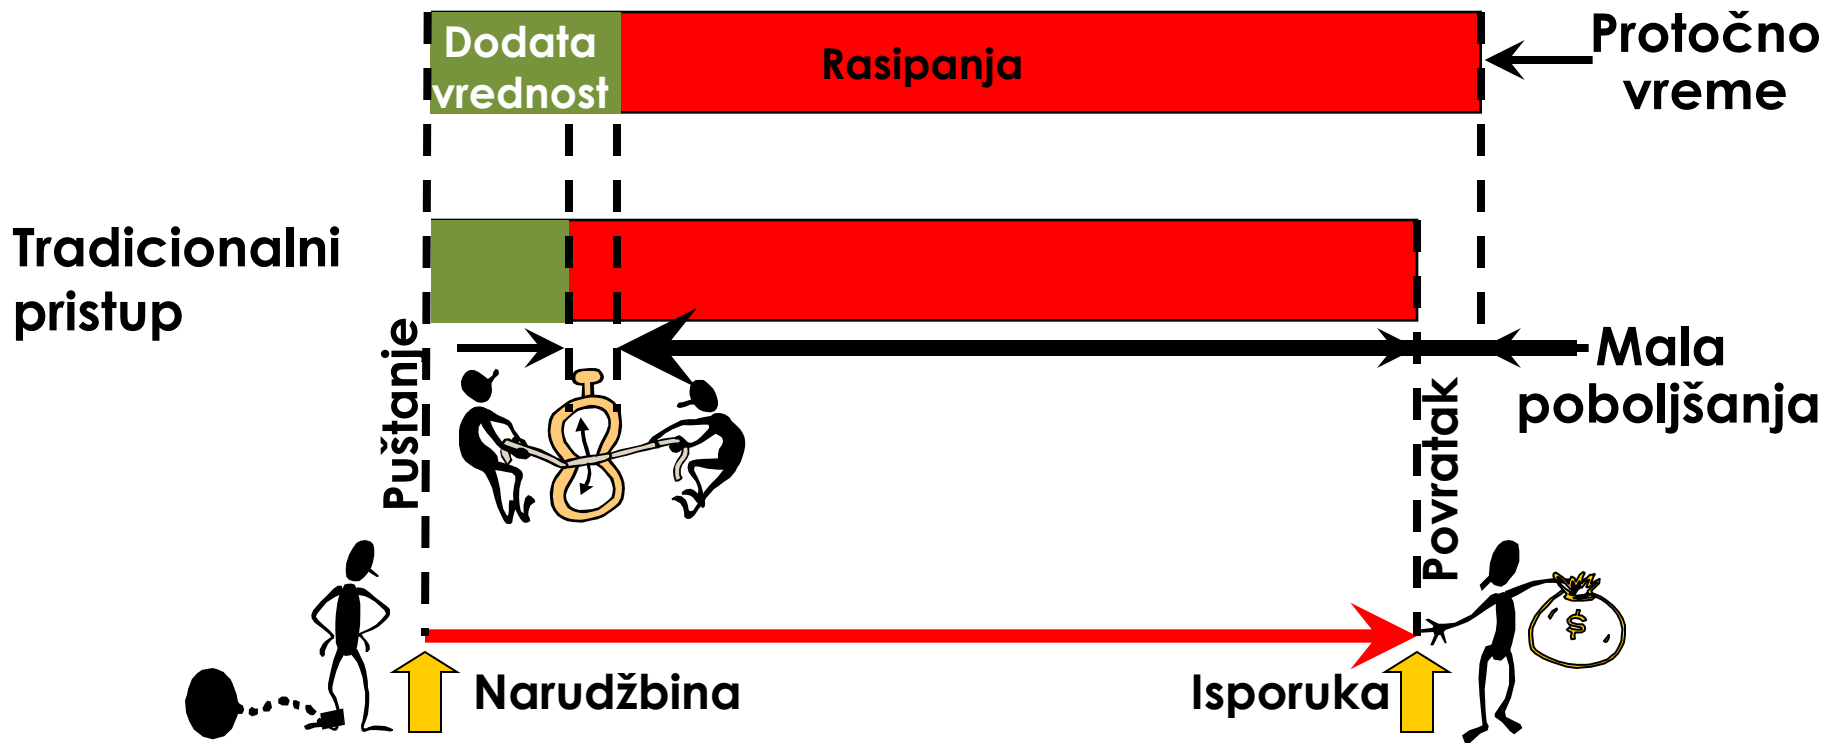 Dodata
vrednost
Rasipanja
Protočno
vreme
Tradicionalni
pristup
Puštanje
Mala
poboljšanja
Povratak
$
Narudžbina
Isporuka